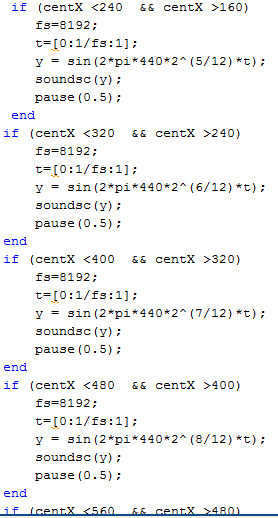 if (centX <240  && centX >160)
fs=8192;
t=[0:1/fs:1];
y = sin(2*pi*440*2^(5/12)*t);
soundsc(y);
pause(0.5);
end
if (centX <320  && centX >240)
fs=8192;
t=[0:1/fs:1];
y = sin(2*pi*440*2^(6/12)*t);
soundsc(y);
pause(0.5);
end
if (centX <400  && centX >320)
fs=8192;
t=[0:1/fs:1];
y = sin(2*pi*440*2^(7/12)*t);
soundsc(y);
pause(0.5);
end
if (centX <480  && centX >400)
fs=8192;
t=[0:1/fs:1];
y = sin(2*pi*440*2^(8/12)*t);
soundsc(y);
pause(0.5);
end
if (centX <560  && centX >480)